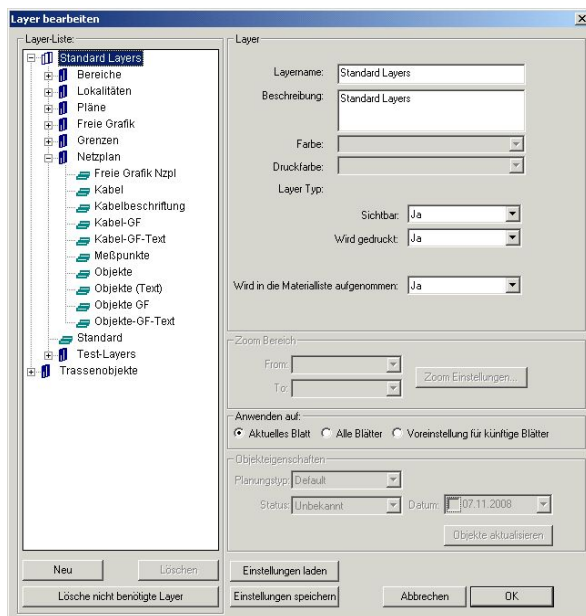 Layer bearbeiten
Layer-Liste:
Standard Layers
Bereiche
Lokalitäten
Pläne
Freie Grafik
Grenzen
Netzplan
Freie Grafik Nzpl
Kabel
Kabelbeschriftung
Kabel-GF
Kabel-GF-Text
Meßpunkte
Objekte
Objekte (Text)
Objekte GF
Objekte-GF-Text
Standard
Test-Layers
Trassenobjekte
Neu
Löschen
Lösche nicht benötigte Layer
Layer
Layername: Standard Layers
Beschreibung: Standard Layers
Farbe:
Druckfarbe:
Layer Typ:
Sichtbar: Ja
Wird gedruckt: Ja
Wird in die Materialliste aufgenommen: Ja
Zoom Bereich
From:
To:
Zoom Einstellungen...
Anwenden auf:
Aktuelles Blatt Alle Blätter Voreinstellung für künftige Blätter
Objekteigenschaften
Planungstyp: Default
Status: Unbekannt Datum: 07.11.2008
Objekte aktualisieren
Einstellungen laden
Einstellungen speichern Abbrechen OK